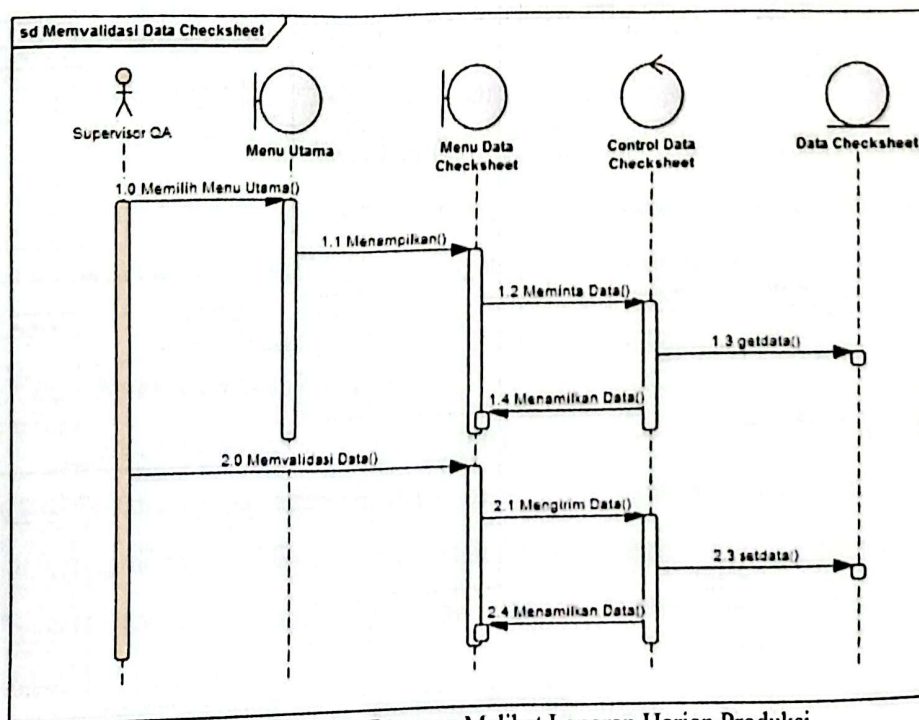 sd Memvalidasi Data Checksheet
Supervisor QA
Menu Utama
Menu Data
Checksheet
Control Data
Checksheet
Data Checksheet
1.0 Memilih Menu Utama()
1.1 Menampilkan()
1.2 Meminta Data()
1.3 getdata()
1.4 Menamilkan Data()
2.0 Memvalidasi Data()
2.1 Mengirim Data()
2.3 setdata()
2.4 Menamilkan Data()
Melihat Laporan Harian Produksi